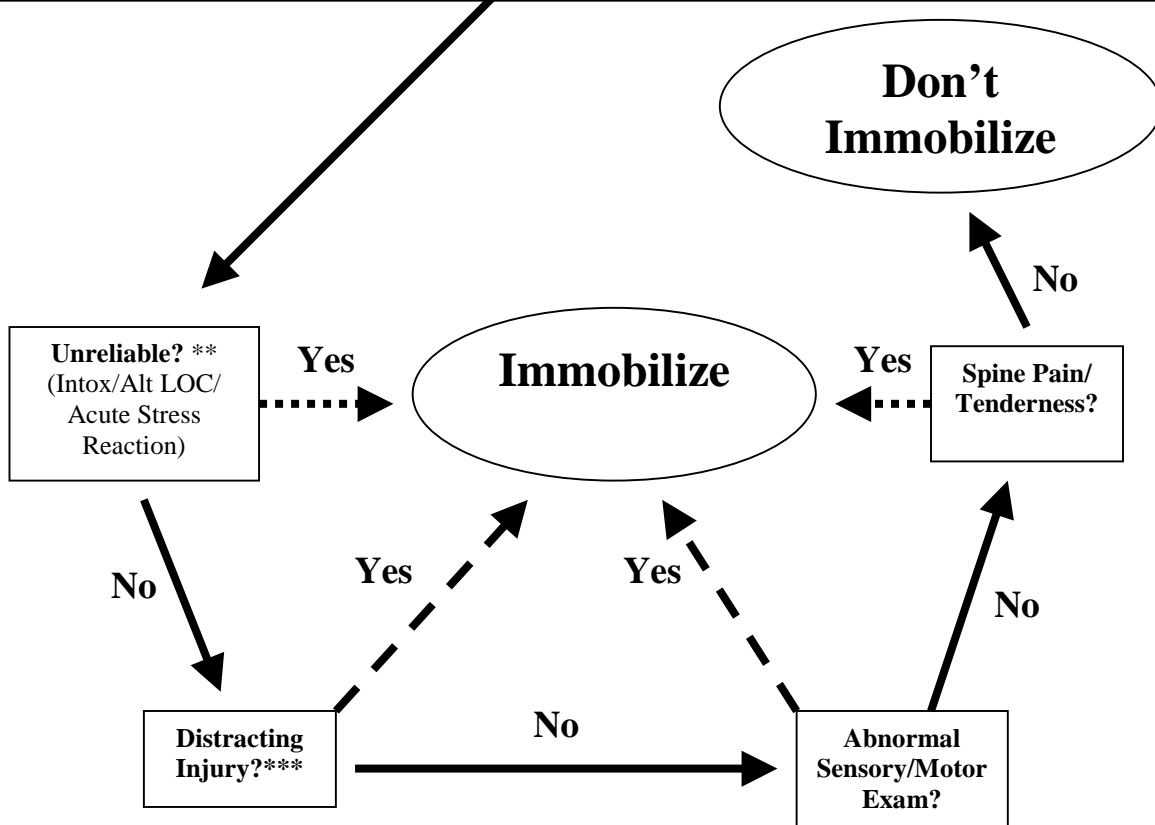 Don't
Immobilize
No
Unreliable? **
(Intox/Alt LOC/
Acute Stress
Reaction)
Yes
Immobilize
Yes
Spine Pain/
Tenderness?
No
Yes
Yes
No
Distracting
Injury?***
No
Abnormal
Sensory/Motor
Exam?